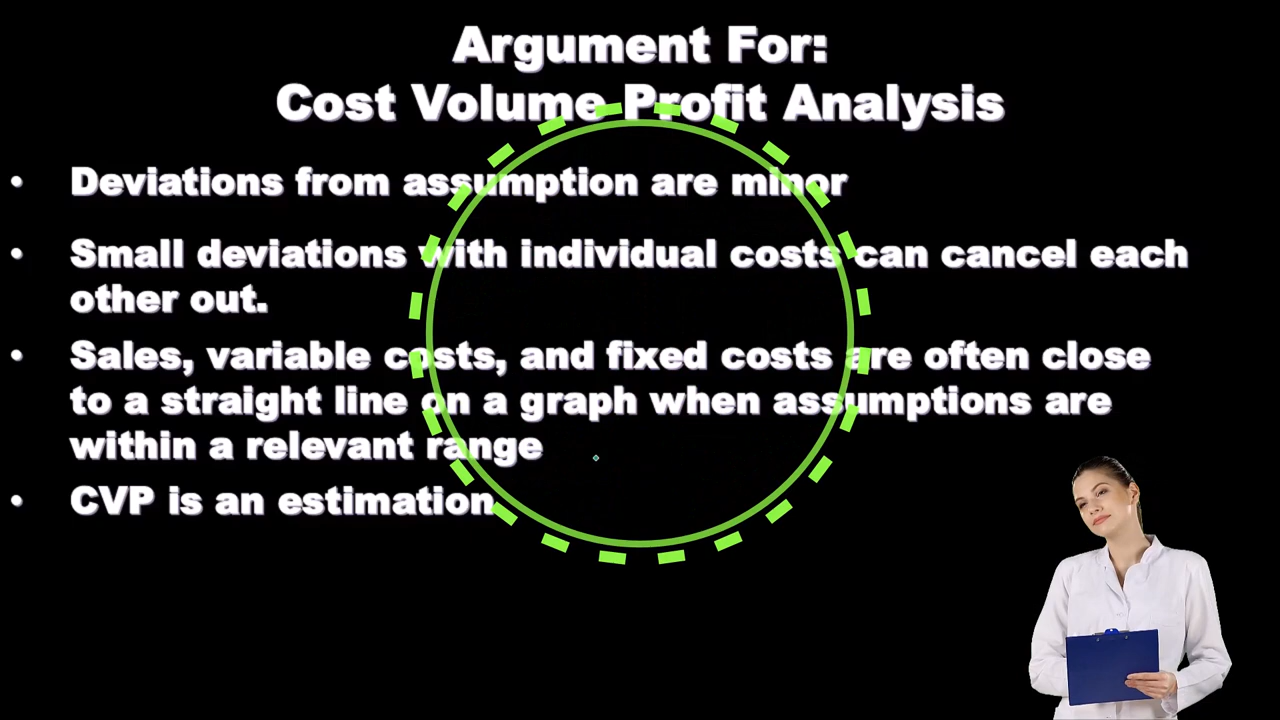 Argument For:
Cost Volume Profit Analysis
• Deviations from assumption are minor
• Small deviations with individual costs can cancel each
other out.
• Sales, variable costs, and fixed costs are often close
to a straight line on a graph when assumptions are
within a relevant range
• CVP is an estimation